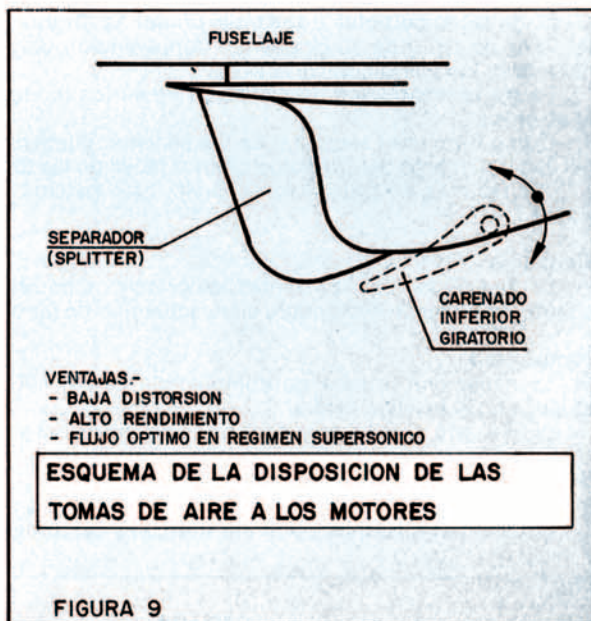 FUSELAJE
SEPARADOR
(SPLITTER)
CARENADO
INFERIOR
GIRATORIO
VENTAJAS.-
- BAJA DISTORSION
- ALTO RENDIMIENTO
- FLUJO OPTIMO EN REGIMEN SUPERSONICO
ESQUEMA DE LA DISPOSICION DE LAS
TOMAS DE AIRE A LOS MOTORES
FIGURA 9